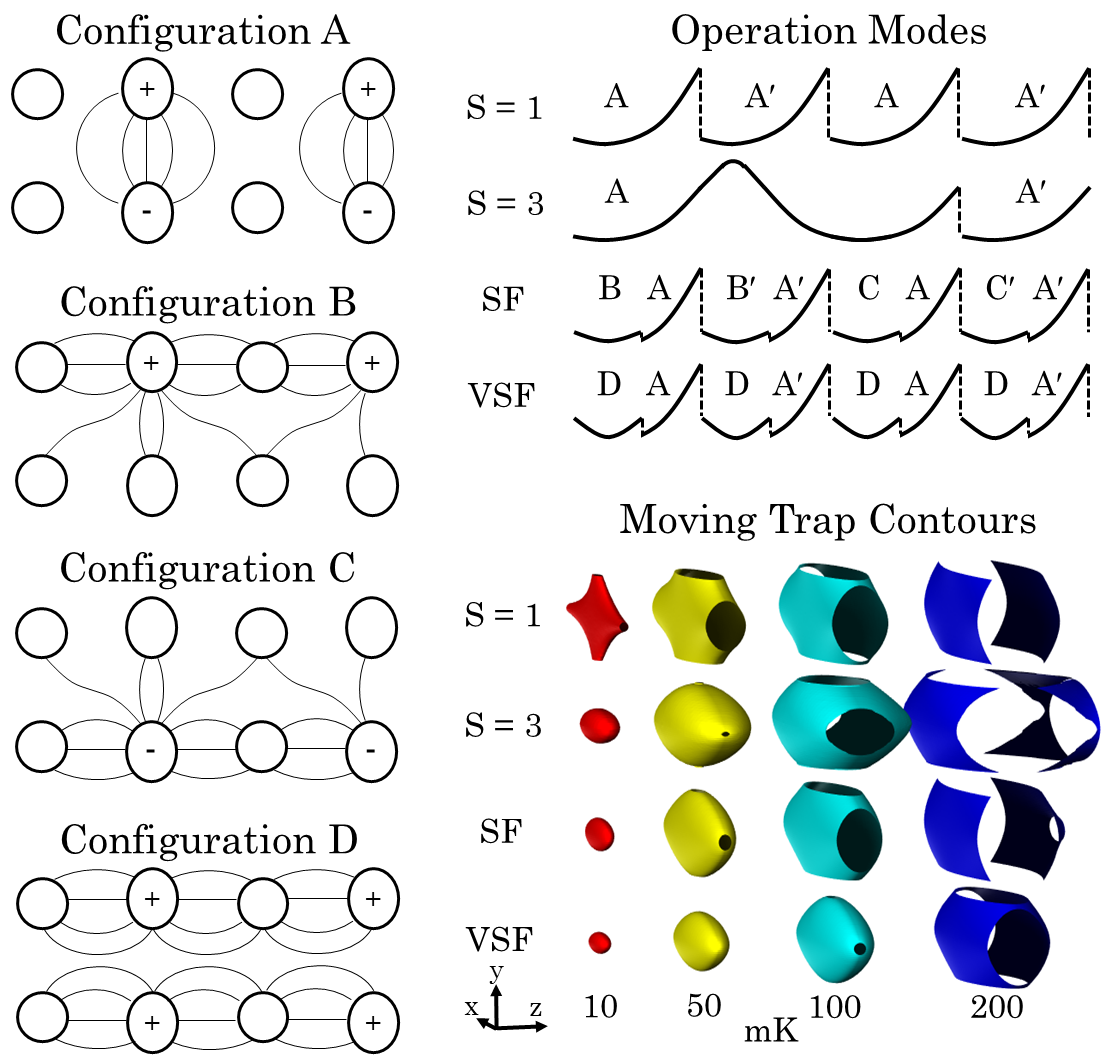 Configuration A
+ +
- -
Configuration B
+ +
Configuration C
- -
Configuration D
+ +
+ +
Operation Modes
S = 1 A A′ A A′
S = 3 A A′
SF B A B′ A′ C A C′ A′
VSF D A D A′ D A D A′
Moving Trap Contours
S = 1
S = 3
SF
VSF
y
x z
10 50 100 200
mK